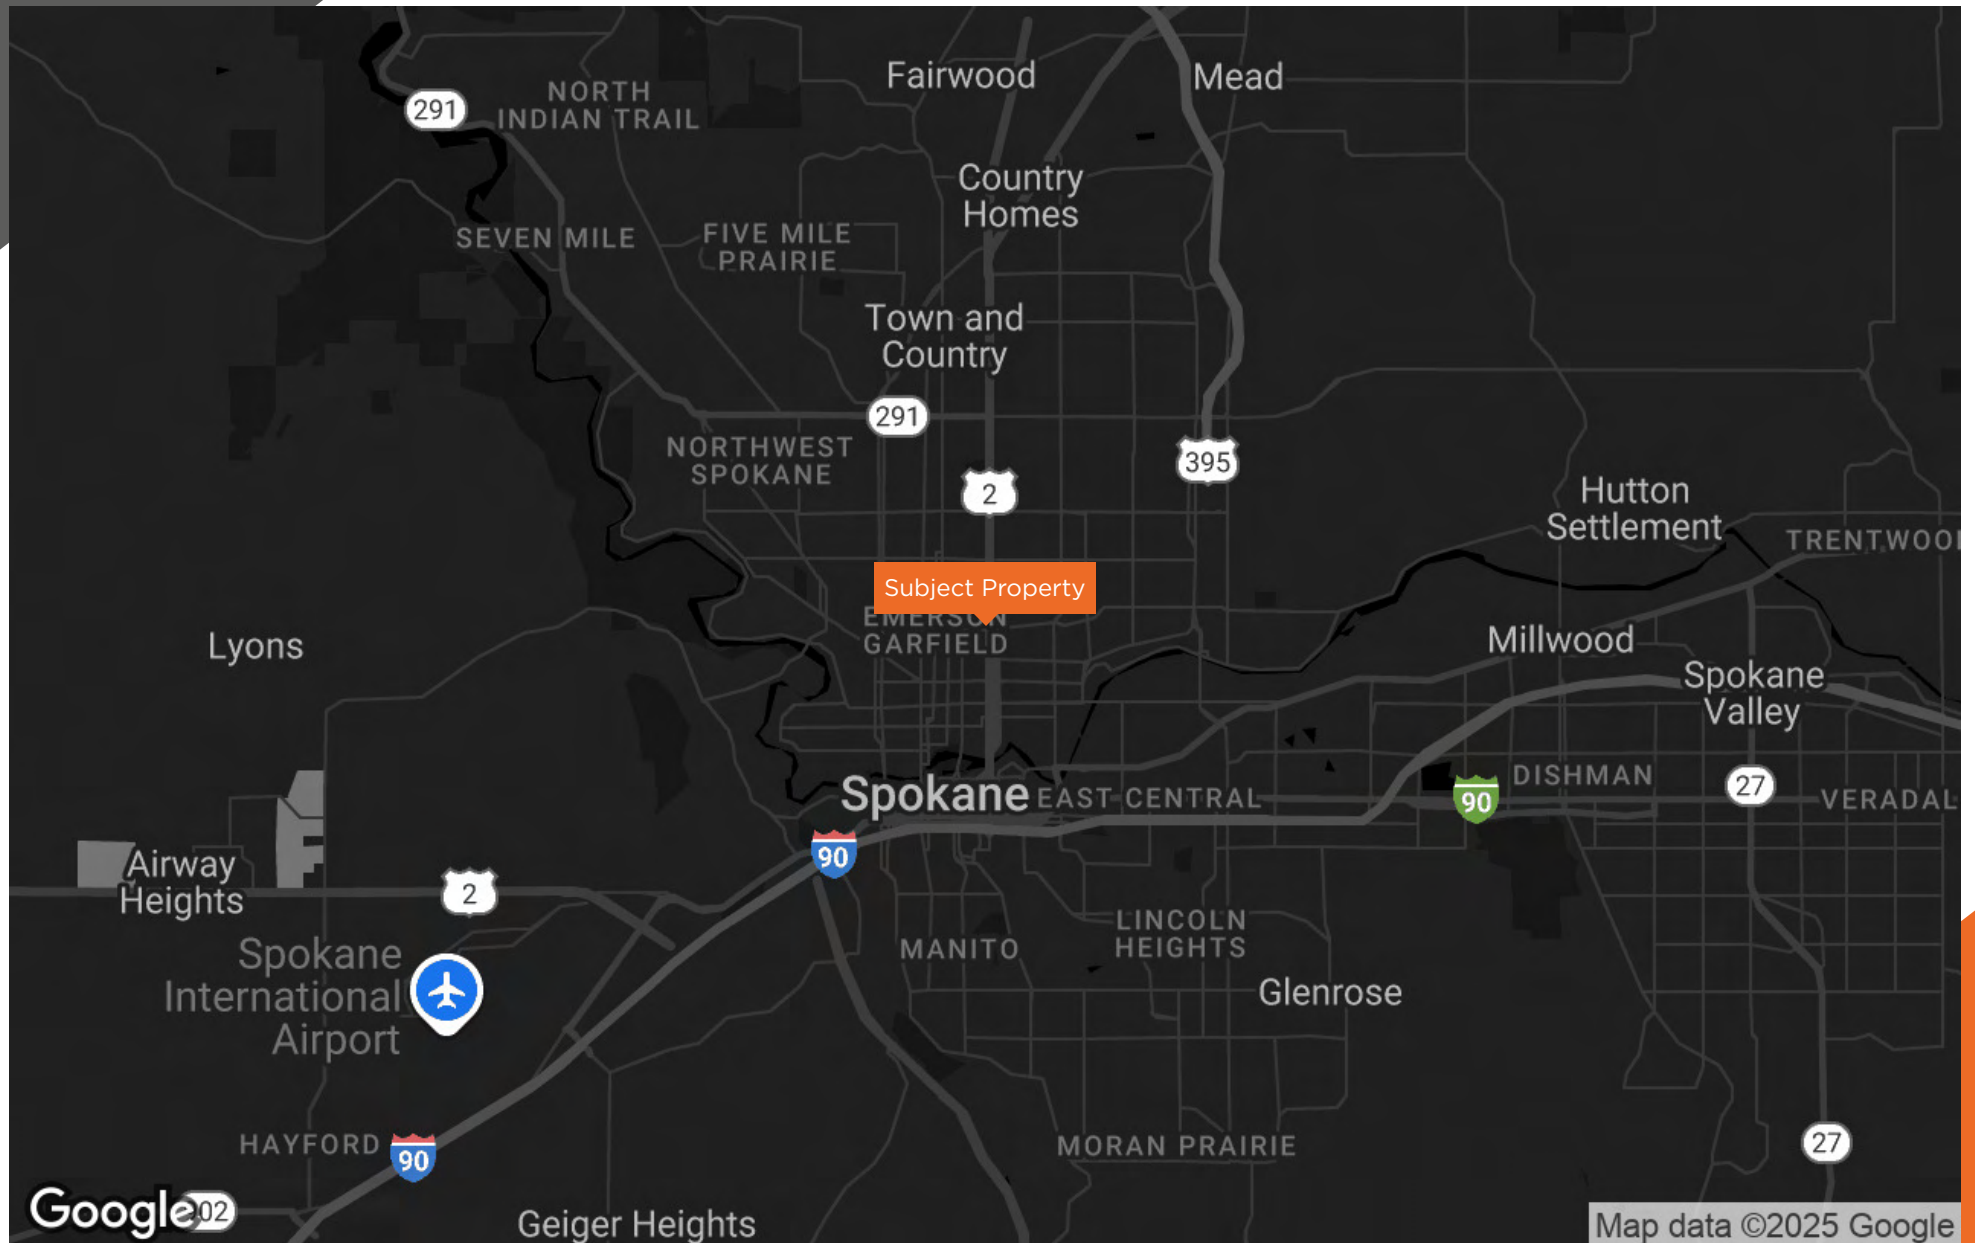 Fairwood
Mead
291
NORTH
INDIAN TRAIL
Country
Homes
SEVEN MILE
FIVE MILE
PRAIRIE
Town and
Country
291
NORTHWEST
SPOKANE
395
2
Hutton
Settlement
TRENTWOO
Subject Property
EMERSON
GARFIELD
Lyons
Millwood
Spokane
Valley
Spokane
EAST CENTRAL
90
DISHMAN
27
VERADAL
90
Airway
Heights
2
LINCOLN
HEIGHTS
MANITO
Spokane
International
Airport
Glenrose
HAYFORD
90
MORAN PRAIRIE
27
Google
02
Geiger Heights
Map data ©2025 Google